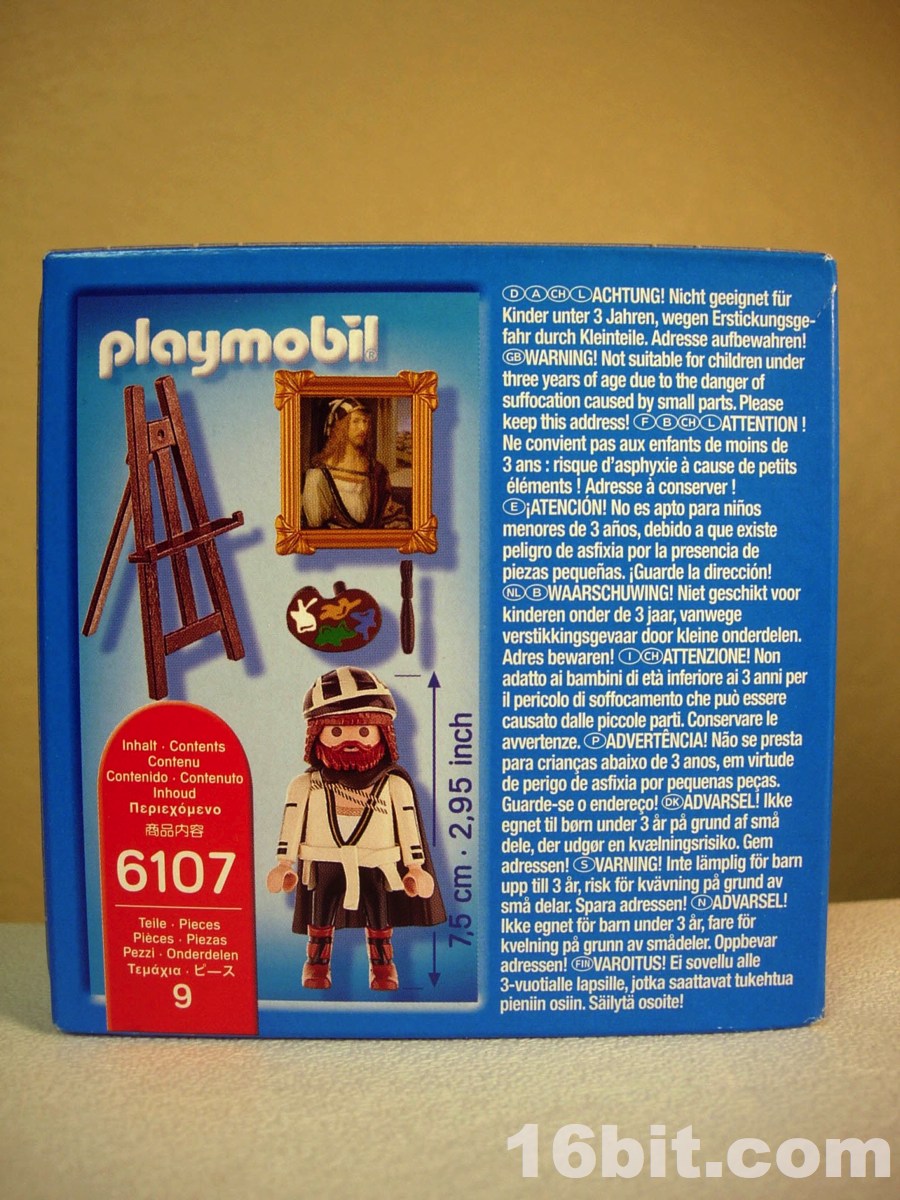 playmobil®
7,5 cm · 2,95 inch
Inhalt · Contents
Contenu
Contenido · Contenuto
Inhoud
Περιεχόμενο
商品内容
6107
Teile · Pieces
Pièces · Piezas
Pezzi · Onderdelen
Τεμάχια · ピース
9
D A CH L ACHTUNG! Nicht geeignet für
Kinder unter 3 Jahren, wegen Erstickungsge-
fahr durch Kleinteile. Adresse aufbewahren!
GB WARNING! Not suitable for children under
three years of age due to the danger of
suffocation caused by small parts. Please
keep this address! F B CH L ATTENTION !
Ne convient pas aux enfants de moins de
3 ans : risque d'asphyxie à cause de petits
éléments ! Adresse à conserver !
E ¡ATENCIÓN! No es apto para niños
menores de 3 años, debido a que existe
peligro de asfixia por la presencia de
piezas pequeñas. ¡Guarde la dirección!
NL B WAARSCHUWING! Niet geschikt voor
kinderen onder de 3 jaar, vanwege
verstikkingsgevaar door kleine onderdelen.
Adres bewaren! I CH ATTENZIONE! Non
adatto ai bambini di età inferiore ai 3 anni per
il pericolo di soffocamento che può essere
causato dalle piccole parti. Conservare le
avvertenze. P ADVERTÊNCIA! Não se presta
para crianças abaixo de 3 anos, em virtude
de perigo de asfixia por pequenas peças.
Guarde-se o endereço! DK ADVARSEL! Ikke
egnet til børn under 3 år på grund af små
dele, der udgør en kvælningsrisiko. Gem
adressen! S VARNING! Inte lämplig för barn
upp till 3 år, risk för kvävning på grund av
små delar. Spara adressen! N ADVARSEL!
Ikke egnet för barn under 3 år, fare for
kvelning på grunn av smådeler. Oppbevar
adressen! FIN VAROITUS! Ei sovellu alle
3-vuotialle lapsille, jotka saattavat tukehtua
pieniin osiin. Säilytä osoite!
16bit.com